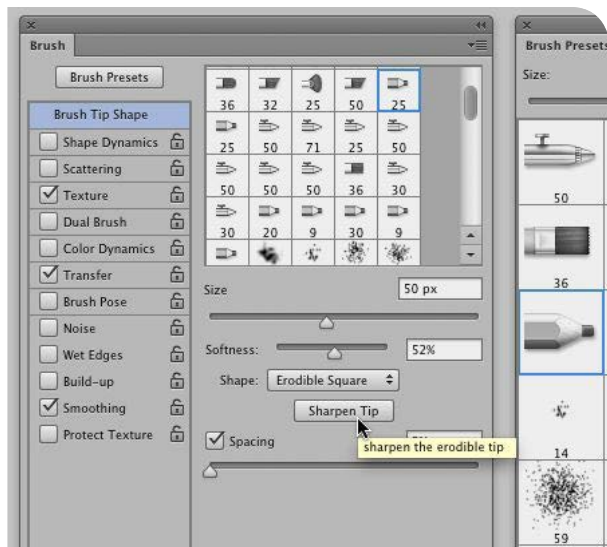 Brush
Brush Presets
Brush Tip Shape
Shape Dynamics
Scattering
Texture
Dual Brush
Color Dynamics
Transfer
Brush Pose
Noise
Wet Edges
Build-up
Smoothing
Protect Texture
36 32 25 50 25
25 50 71 25 50
50 50 50 36 30
30 20 9 30 9
Size 50 px
Softness: 52%
Shape: Erodible Square
Sharpen Tip
Spacing
sharpen the erodible tip
Brush Presets
Size:
50
36
14
59